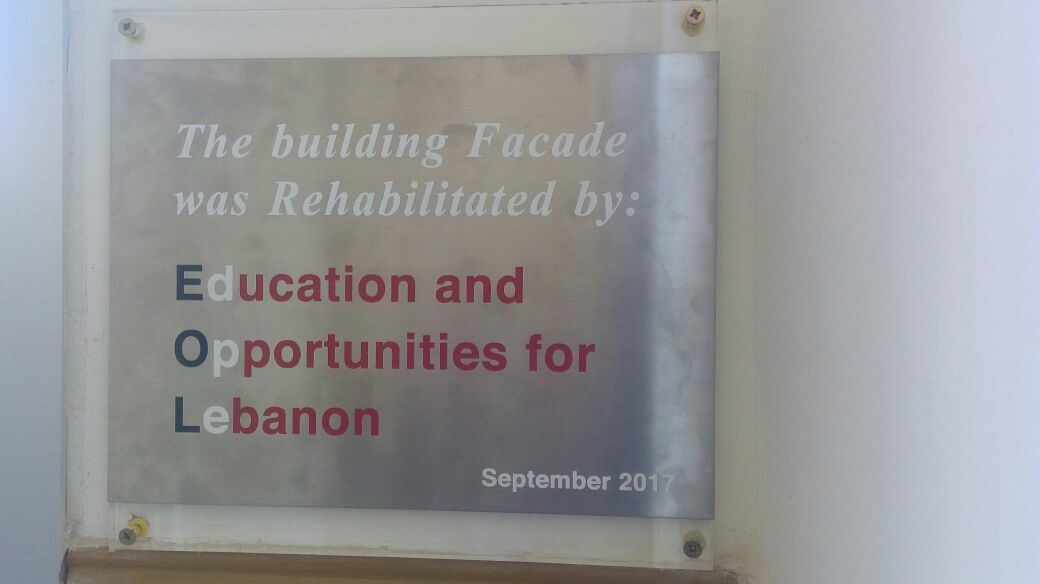 The building Facade
was Rehabilitated by:
Education and
Opportunities for
Lebanon
September 2017